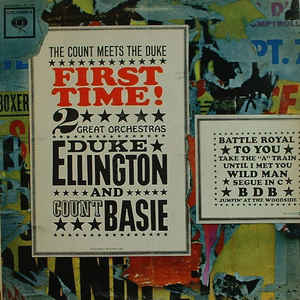 THE COUNT MEETS THE DUKE
FIRST
TIME!
2
GREAT ORCHESTRAS
DUKE
ELLINGTON
AND
COUNT
BASIE
BATTLE ROYAL
TO YOU
TAKE THE "A" TRAIN
UNTIL I MET YOU
WILD MAN
SEGUE IN C
B D B
JUMPIN' AT THE WOODSIDE
BOXER
PT.